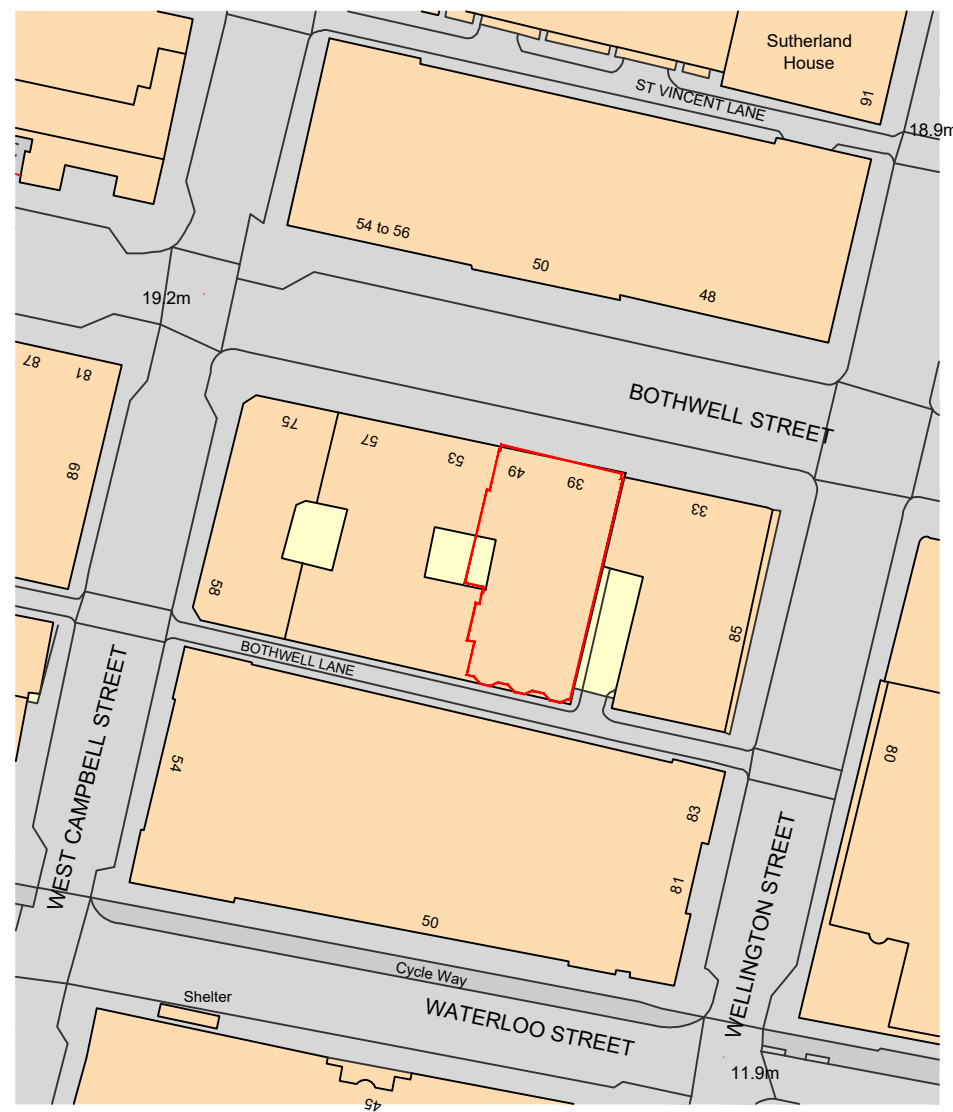 Sutherland
House
91
ST VINCENT LANE
18.9m
54 to 56
50
48
19.2m
87
81
89
BOTHWELL STREET
75
57
53
49
39
33
58
85
BOTHWELL LANE
WEST CAMPBELL STREET
54
83
80
81
50
WELLINGTON STREET
Cycle Way
Shelter
WATERLOO STREET
11.9m
45